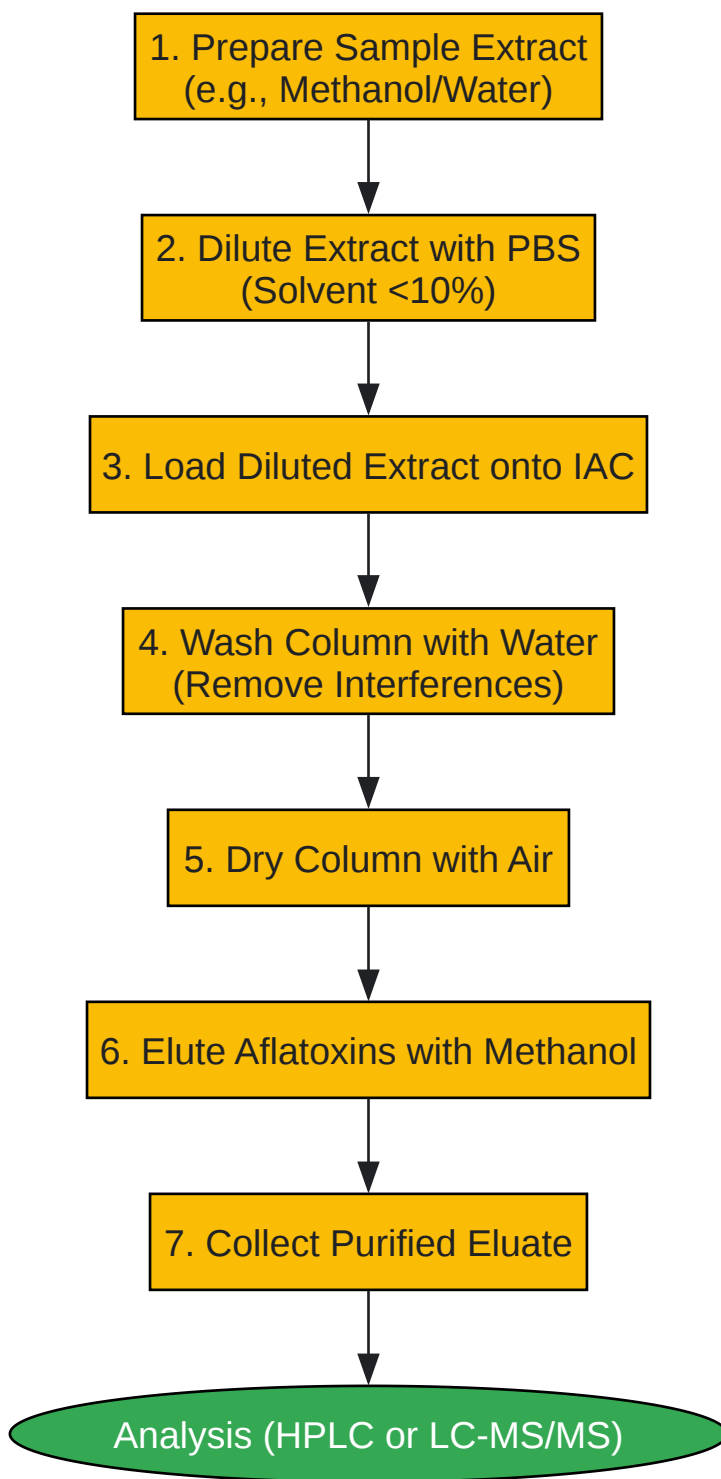 1. Prepare Sample Extract
(e.g., Methanol/Water)
2. Dilute Extract with PBS
(Solvent <10%)
3. Load Diluted Extract onto IAC
4. Wash Column with Water
(Remove Interferences)
5. Dry Column with Air
6. Elute Aflatoxins with Methanol
7. Collect Purified Eluate
Analysis (HPLC or LC-MS/MS)